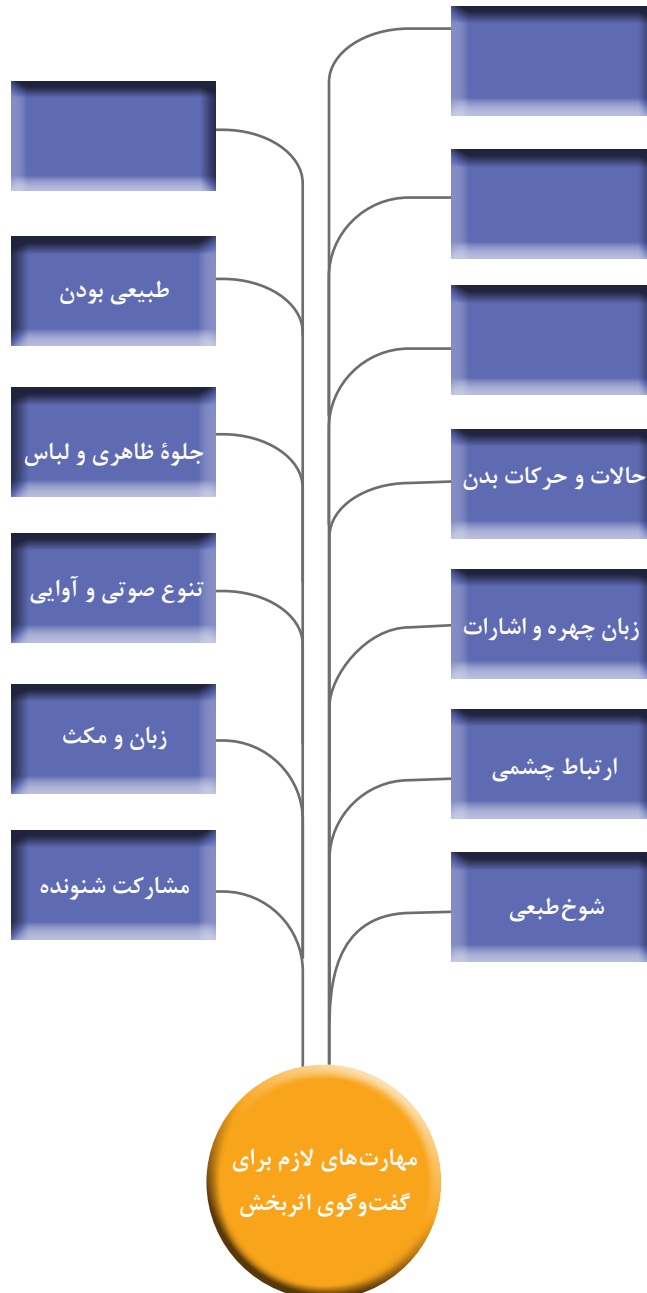 حالات و حرکات بدن
زبان چهره و اشارات
ارتباط چشمی
شوخ‌طبعی
طبیعی بودن
جلوهٔ ظاهری و لباس
تنوع صوتی و آوایی
زبان و مکث
مشارکت شنونده
مهارت‌های لازم برای
گفت‌وگوی اثربخش